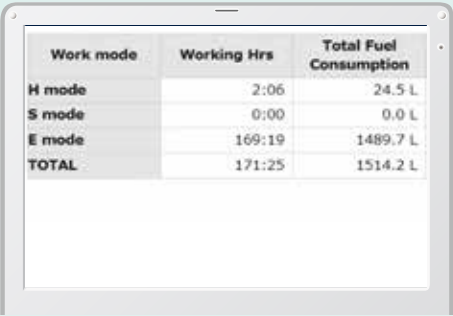 Work mode Working Hrs Total Fuel Consumption
H mode 2:06 24.5 L
S mode 0:00 0.0 L
E mode 169:19 1489.7 L
TOTAL 171:25 1514.2 L